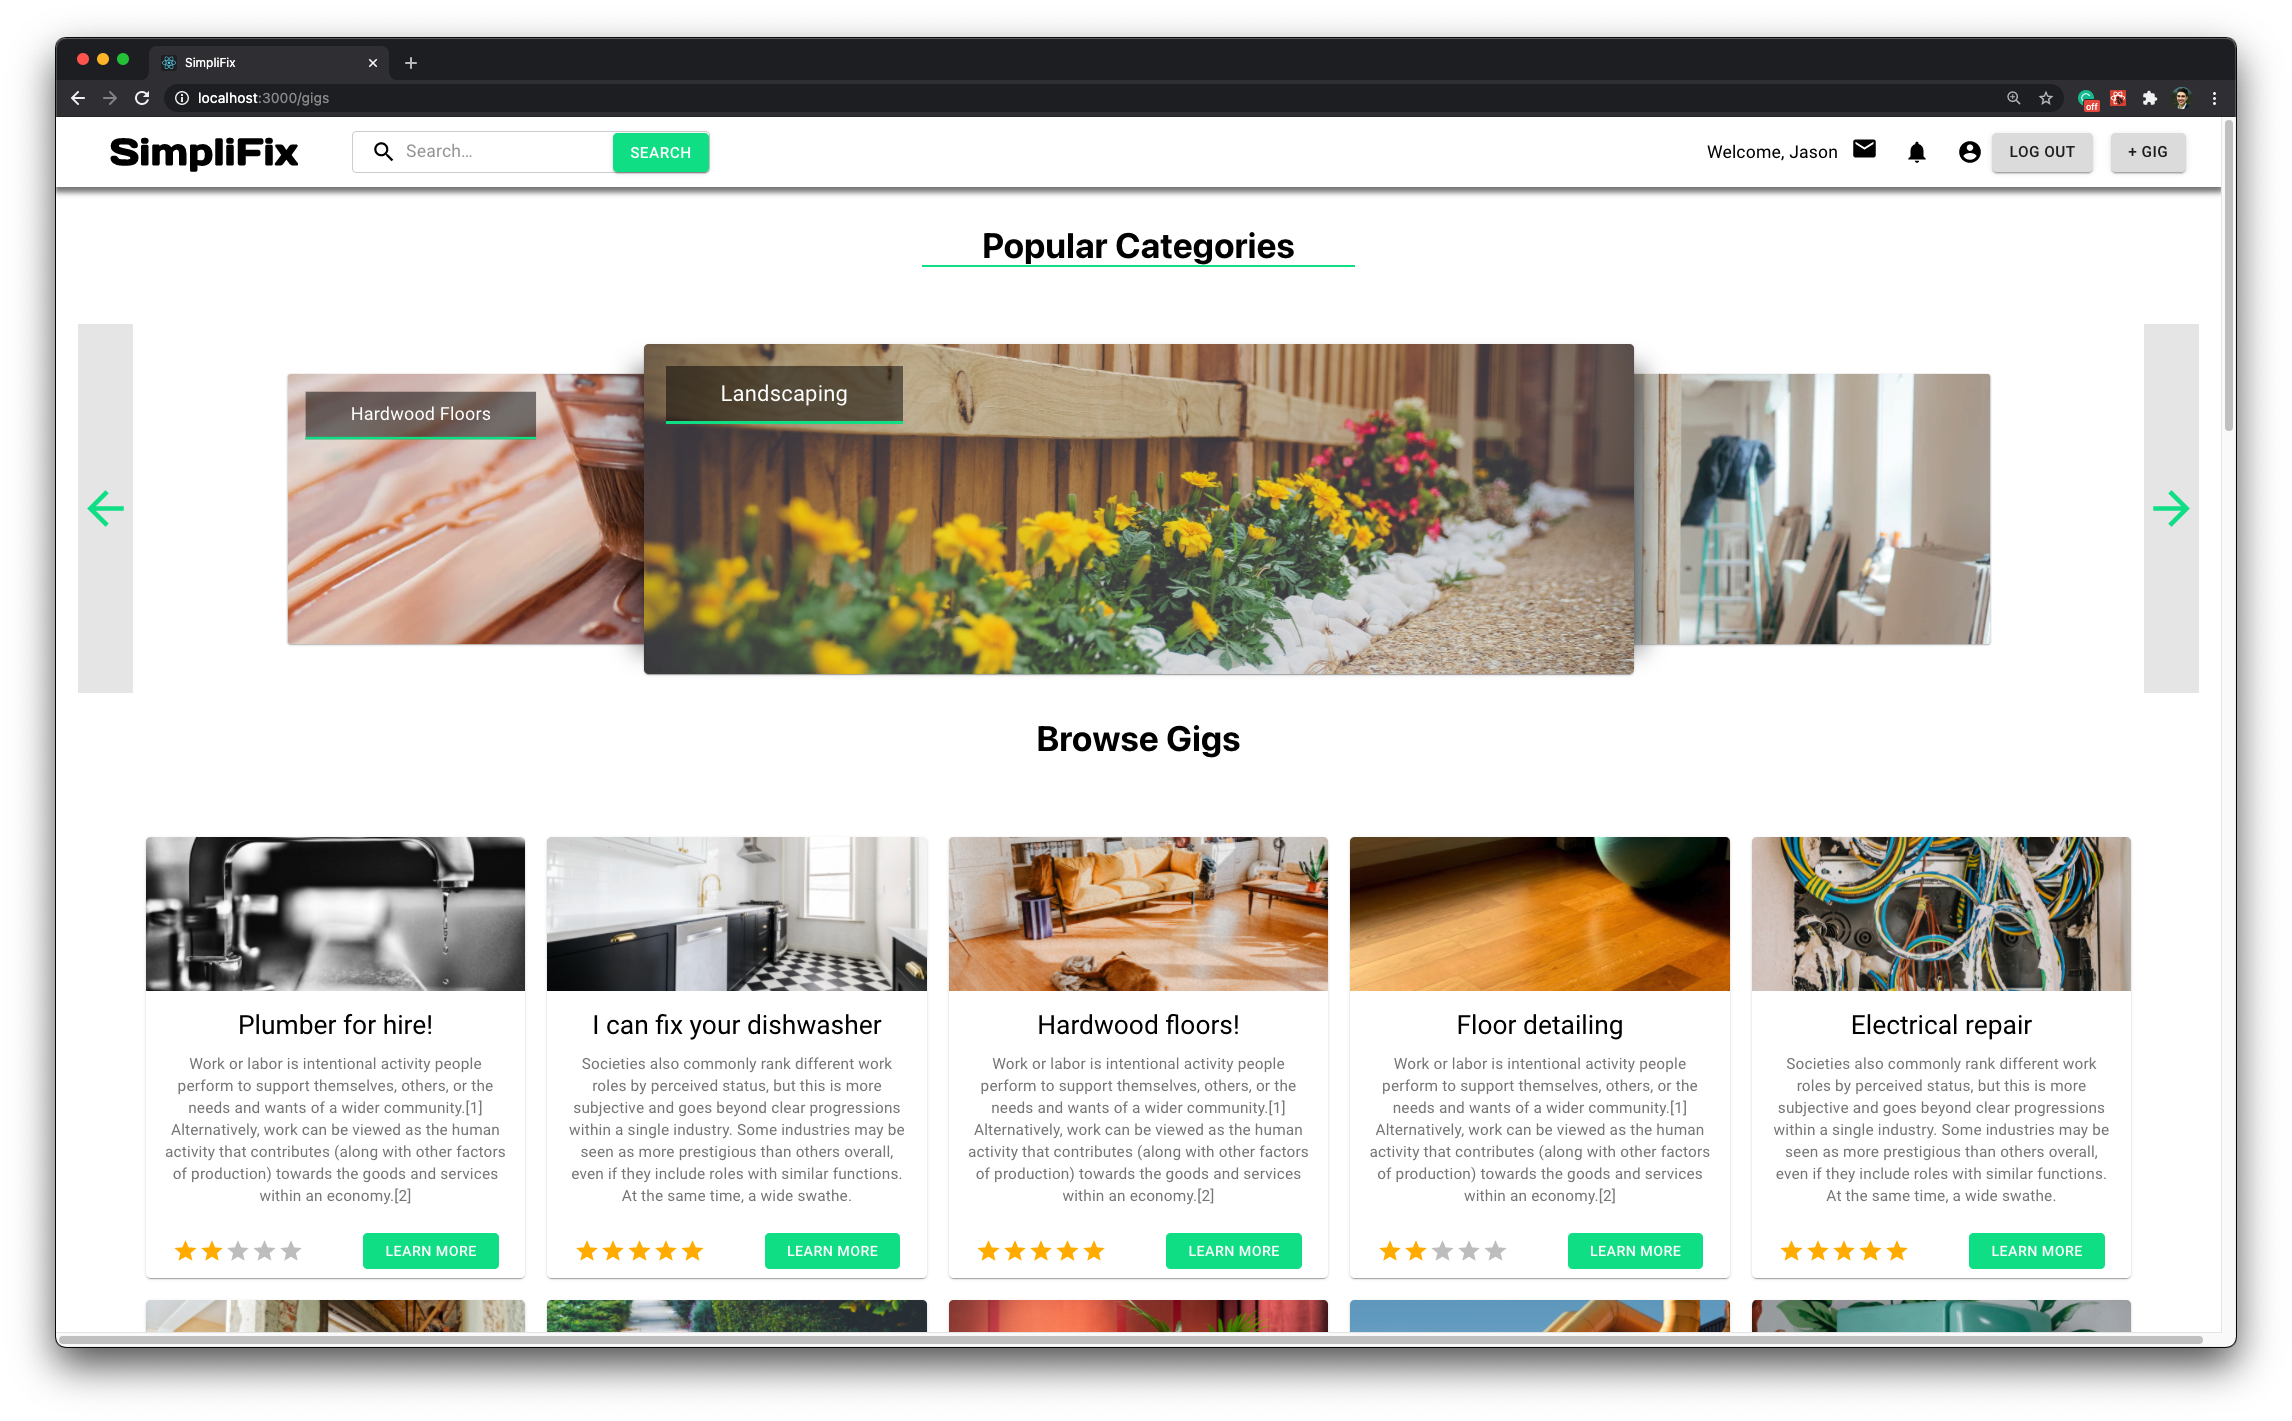 SimpliFix
localhost:3000/gigs
off
SimpliFix
Search...
SEARCH
Welcome, Jason
LOG OUT
+ GIG
Popular Categories
Hardwood Floors
Landscaping
Browse Gigs
Plumber for hire!
Work or labor is intentional activity people
perform to support themselves, others, or the
needs and wants of a wider community.[1]
Alternatively, work can be viewed as the human
activity that contributes (along with other factors
of production) towards the goods and services
within an economy.[2]
LEARN MORE
I can fix your dishwasher
Societies also commonly rank different work
roles by perceived status, but this is more
subjective and goes beyond clear progressions
within a single industry. Some industries may be
seen as more prestigious than others overall,
even if they include roles with similar functions.
At the same time, a wide swathe.
LEARN MORE
Hardwood floors!
Work or labor is intentional activity people
perform to support themselves, others, or the
needs and wants of a wider community.[1]
Alternatively, work can be viewed as the human
activity that contributes (along with other factors
of production) towards the goods and services
within an economy.[2]
LEARN MORE
Floor detailing
Work or labor is intentional activity people
perform to support themselves, others, or the
needs and wants of a wider community.[1]
Alternatively, work can be viewed as the human
activity that contributes (along with other factors
of production) towards the goods and services
within an economy.[2]
LEARN MORE
Electrical repair
Societies also commonly rank different work
roles by perceived status, but this is more
subjective and goes beyond clear progressions
within a single industry. Some industries may be
seen as more prestigious than others overall,
even if they include roles with similar functions.
At the same time, a wide swathe.
LEARN MORE